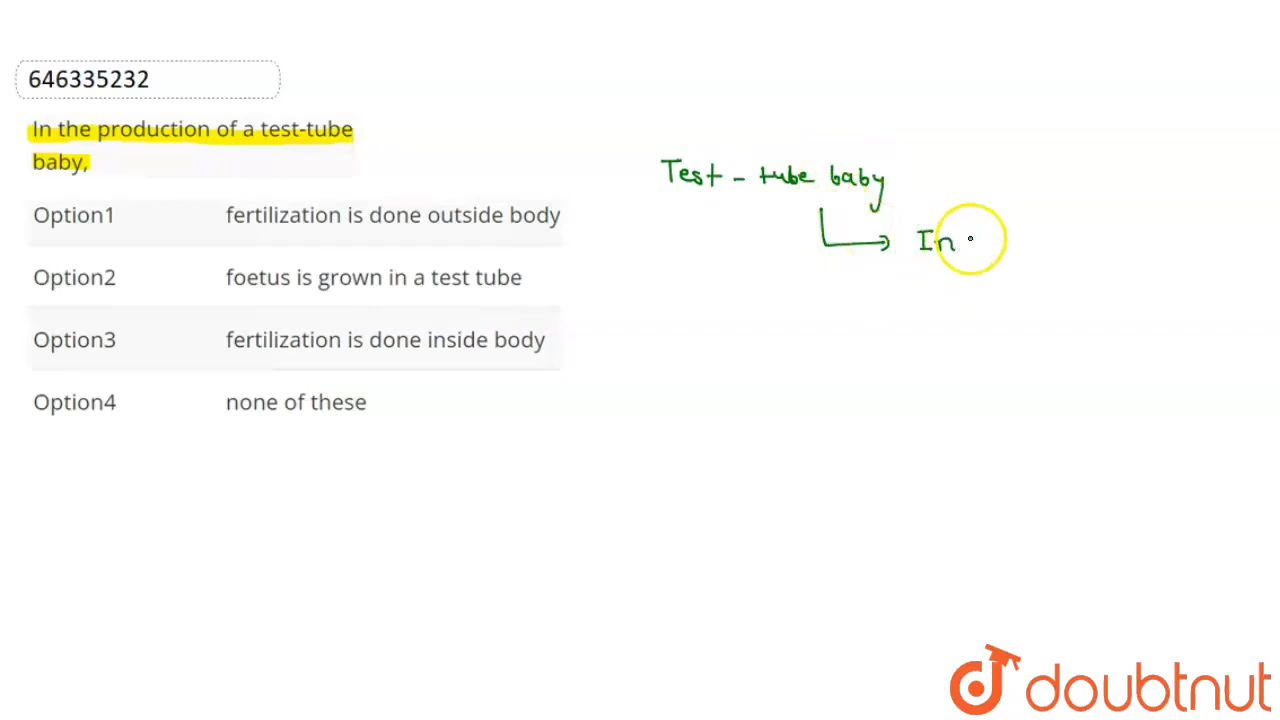 646335232
In the production of a test-tube
baby,
Option1 fertilization is done outside body
Option2 foetus is grown in a test tube
Option3 fertilization is done inside body
Option4 none of these
Test - tube baby
In
doubtnut